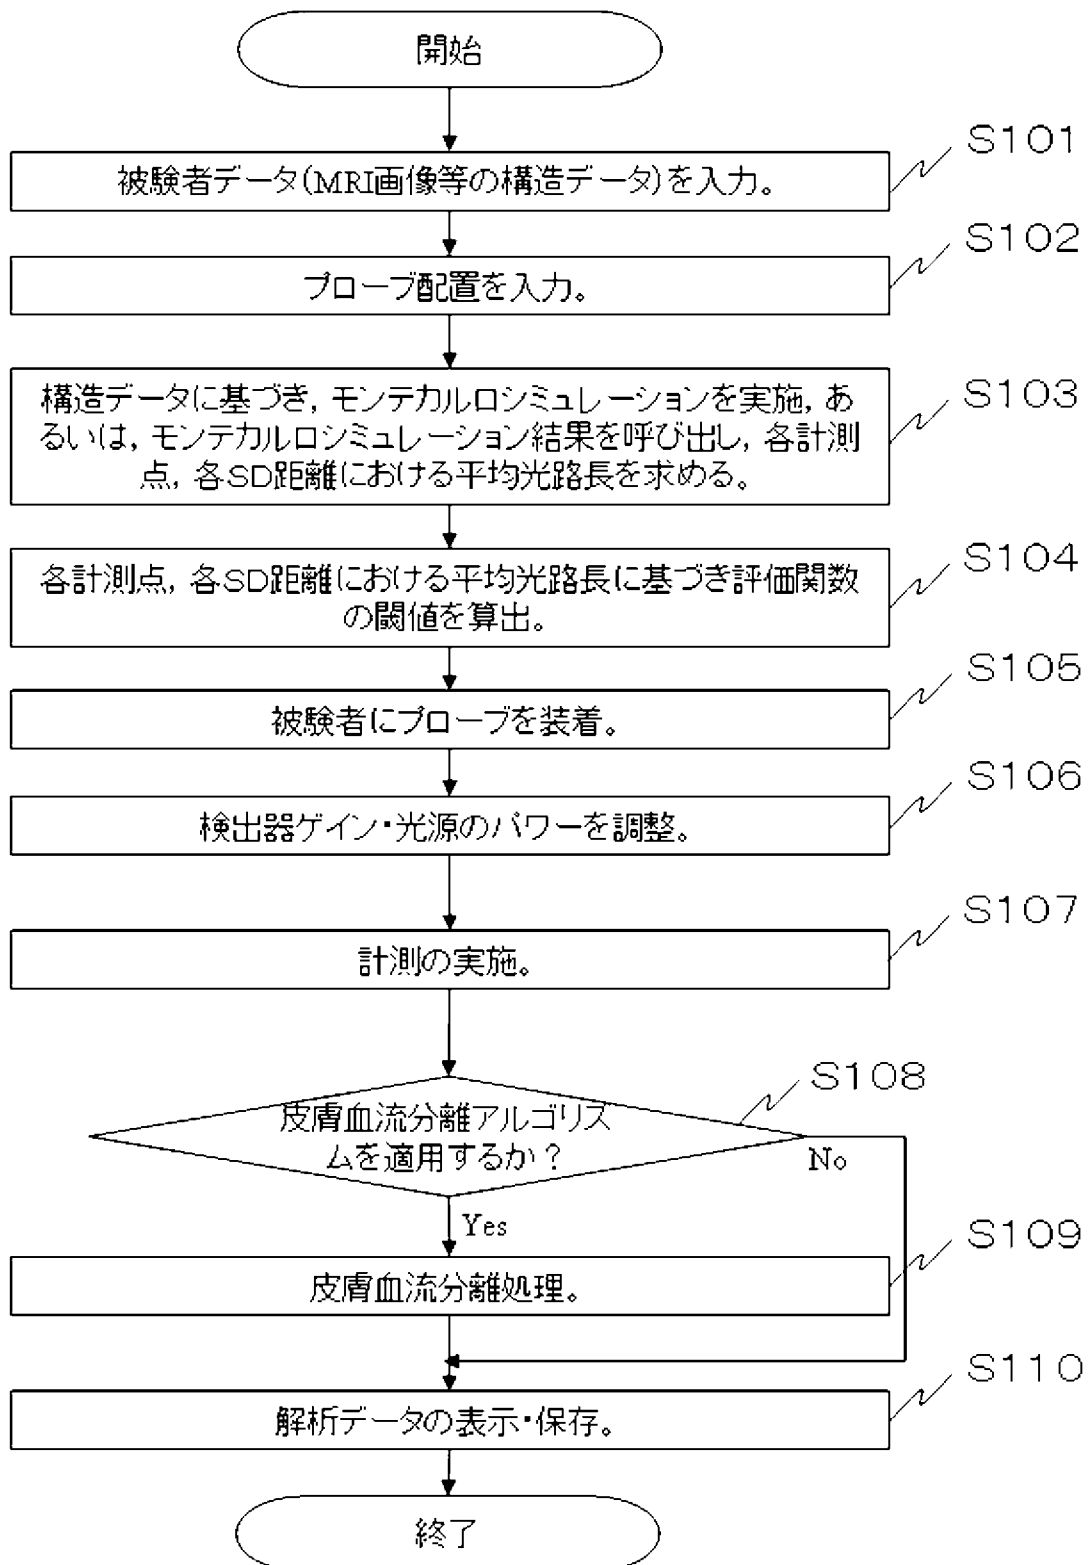 開始
S101
被験者データ(MRI画像等の構造データ)を入力。
S102
プローブ配置を入力。
S103
構造データに基づき,モンテカルロシミュレーションを実施,あ
るいは,モンテカルロシミュレーション結果を呼び出し,各計測
点,各SD距離における平均光路長を求める。
S104
各計測点,各SD距離における平均光路長に基づき評価関数
の閾値を算出。
S105
被験者にプローブを装着。
S106
検出器ゲイン・光源のパワーを調整。
S107
計測の実施。
S108
皮膚血流分離アルゴリス
ムを適用するか？
No
Yes
S109
皮膚血流分離処理。
S110
解析データの表示・保存。
終了